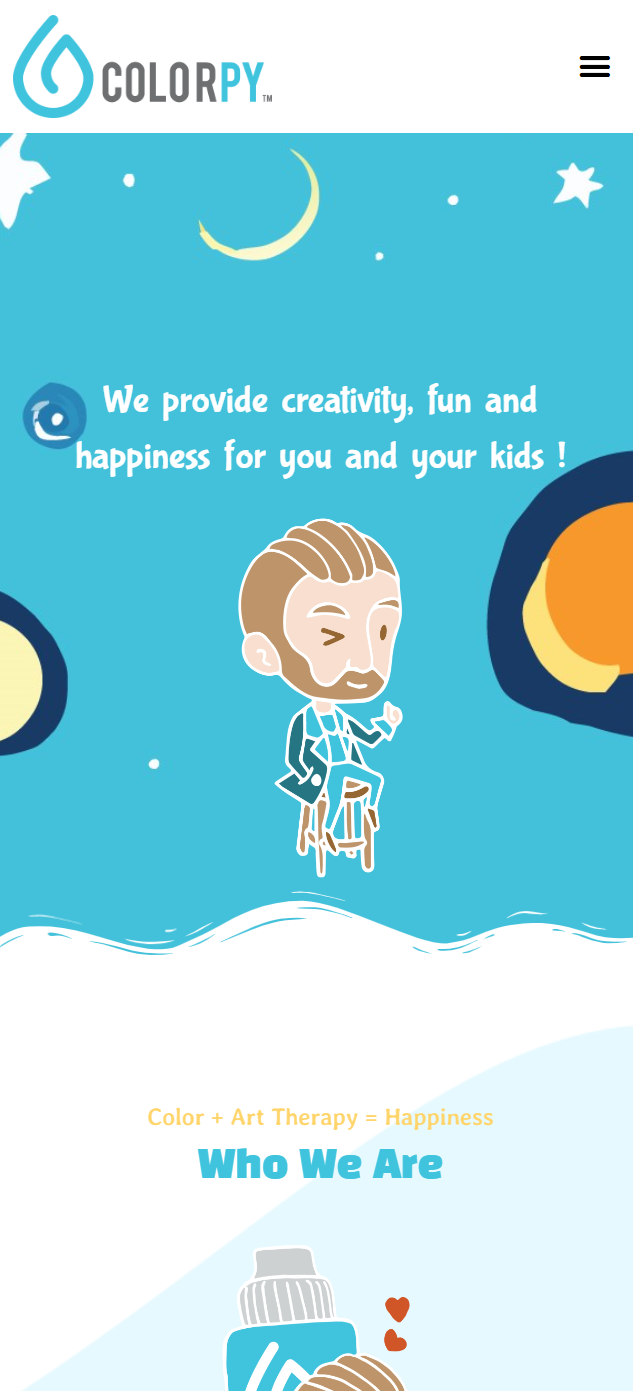 COLORPY™
We provide creativity, fun and
happiness for you and your kids !
Color + Art Therapy = Happiness
Who We Are